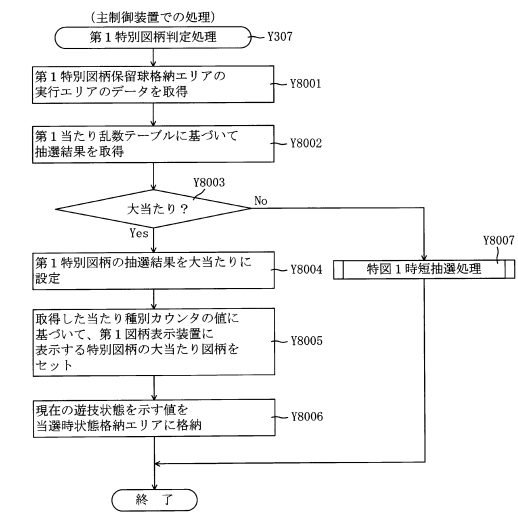 (主制御装置での処理)
第1特別図柄判定処理
Y307
第1特別図柄保留球格納エリアの
実行エリアのデータを取得
Y8001
第1当たり乱数テーブルに基づいて
抽選結果を取得
Y8002
Y8003
大当たり?
No
Yes
Y8007
第1特別図柄の抽選結果を大当たりに
設定
Y8004
特図1時短抽選処理
取得した当たり種別カウンタの値に
基づいて、第1図柄表示装置に
表示する特別図柄の大当たり図柄を
セット
Y8005
現在の遊技状態を示す値を
当選時状態格納エリアに格納
Y8006
終 了